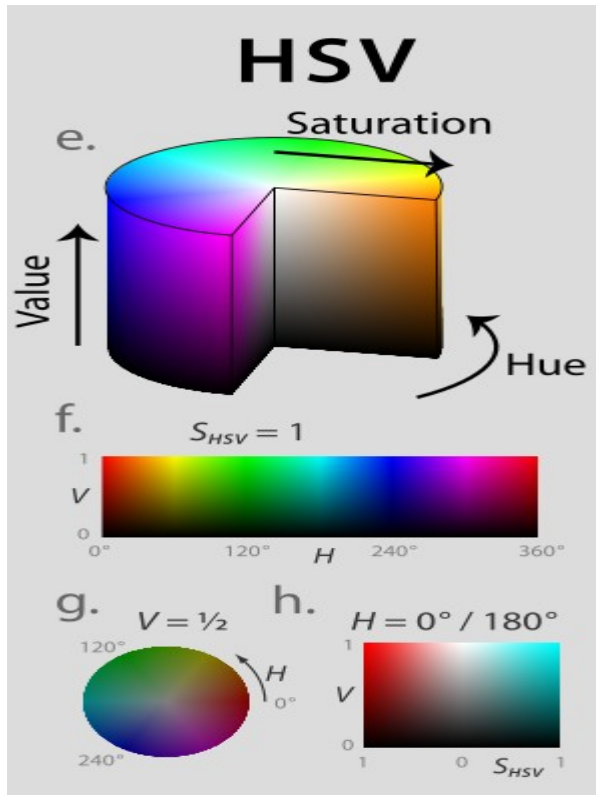 HSV
e.
Saturation
Value
Hue
f.
S_HSV = 1
1
V
0
0° 120° H 240° 360°
g. V = ½
120°
H
0°
240°
h. H = 0° / 180°
1
V
0
1 0 S_HSV 1